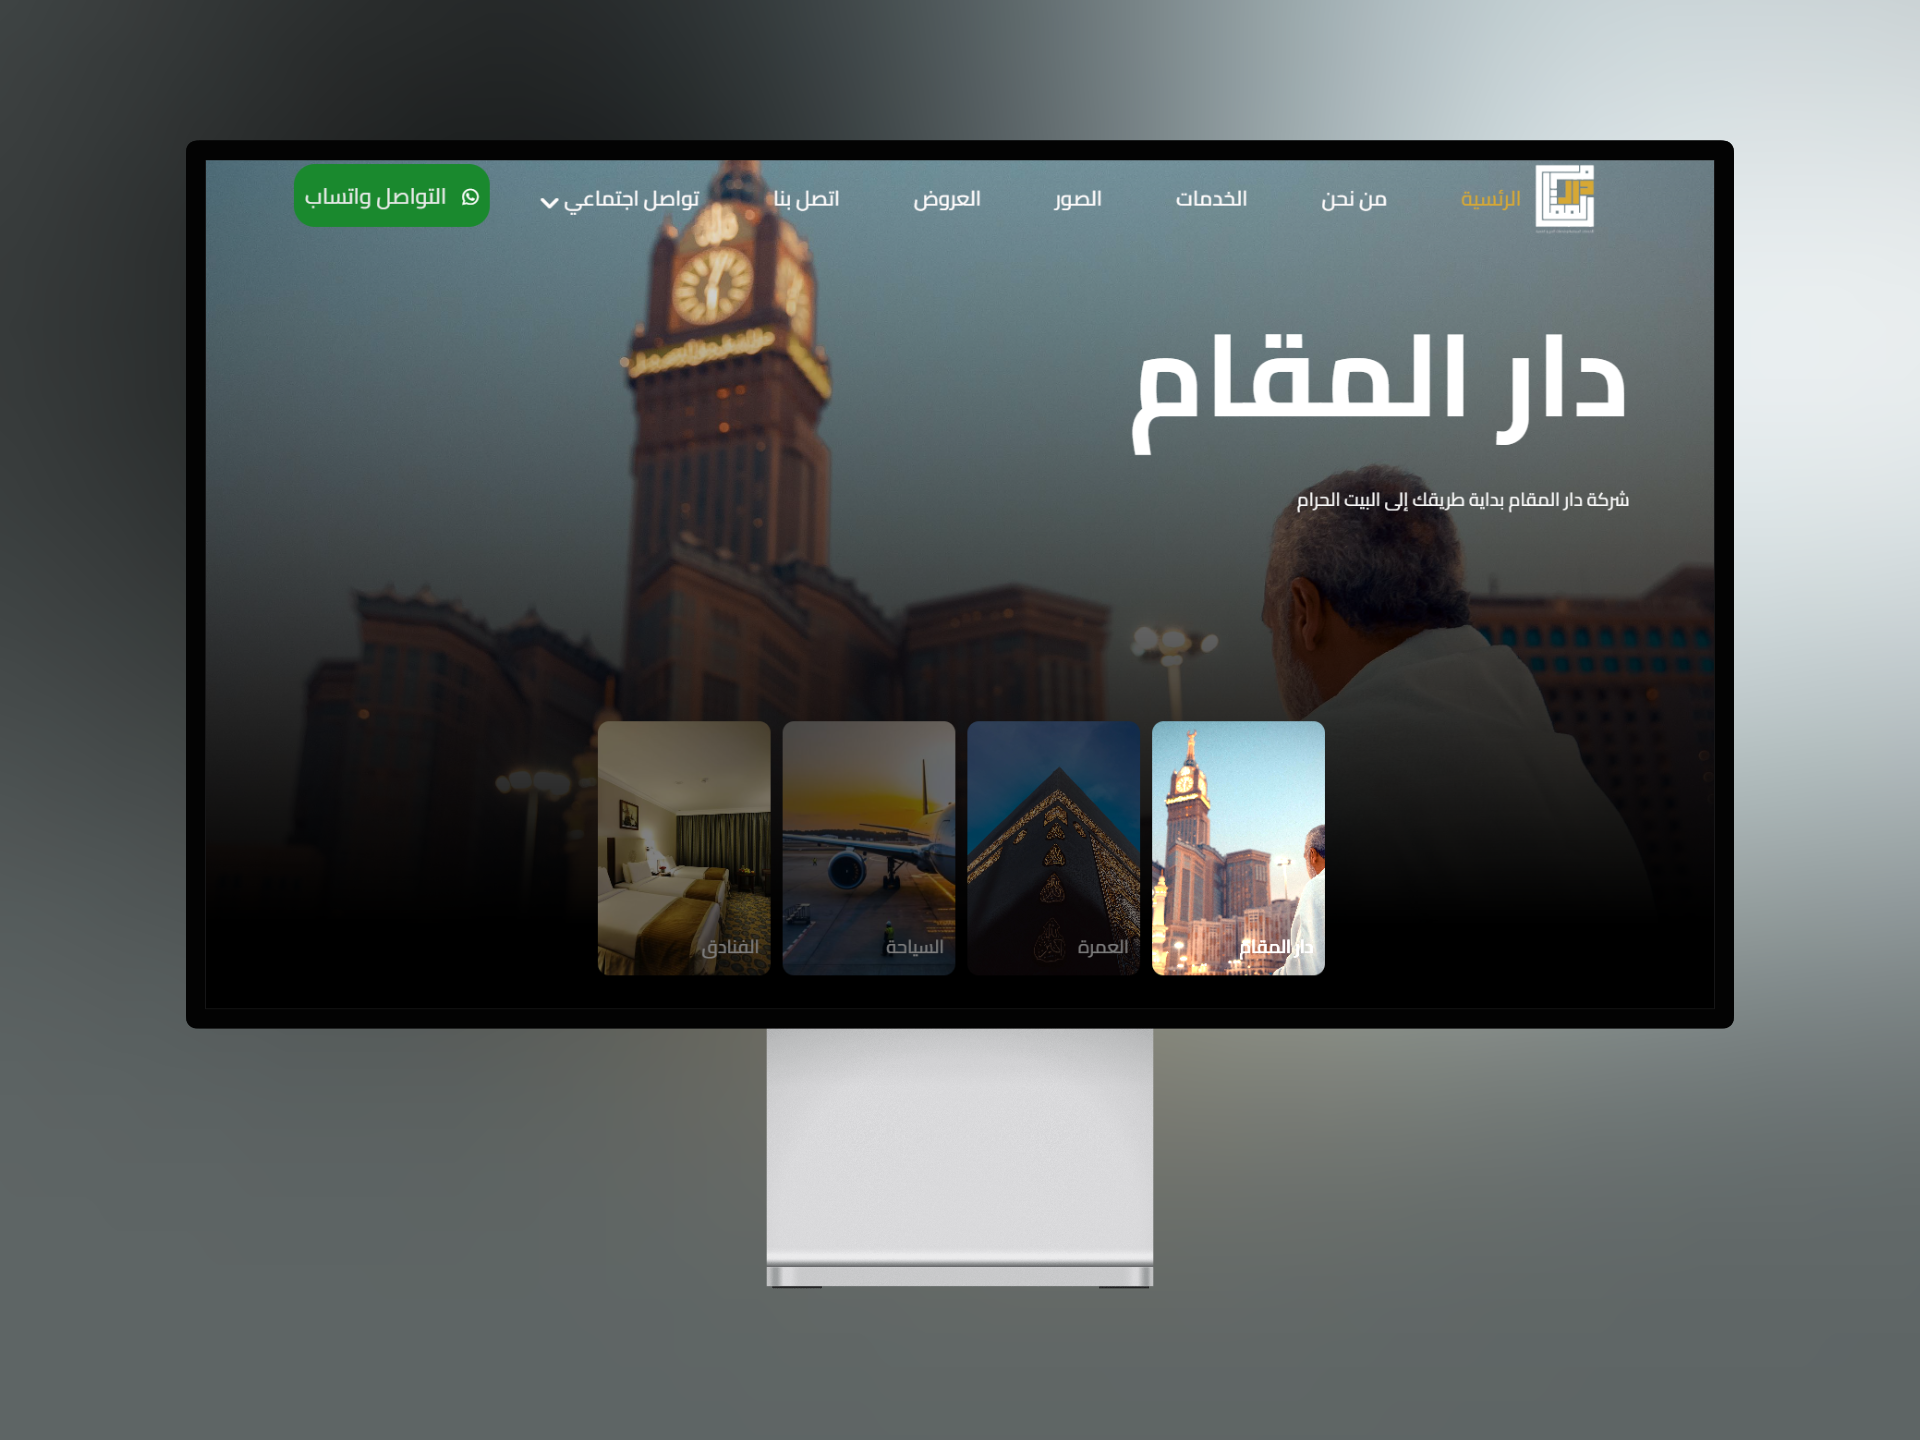 الرئسية من نحن الخدمات الصور العروض اتصل بنا تواصل اجتماعي التواصل واتساب
دار المقام
شركة دار المقام بداية طريقك إلى البيت الحرام
دار المقام العمرة السياحة الفنادق